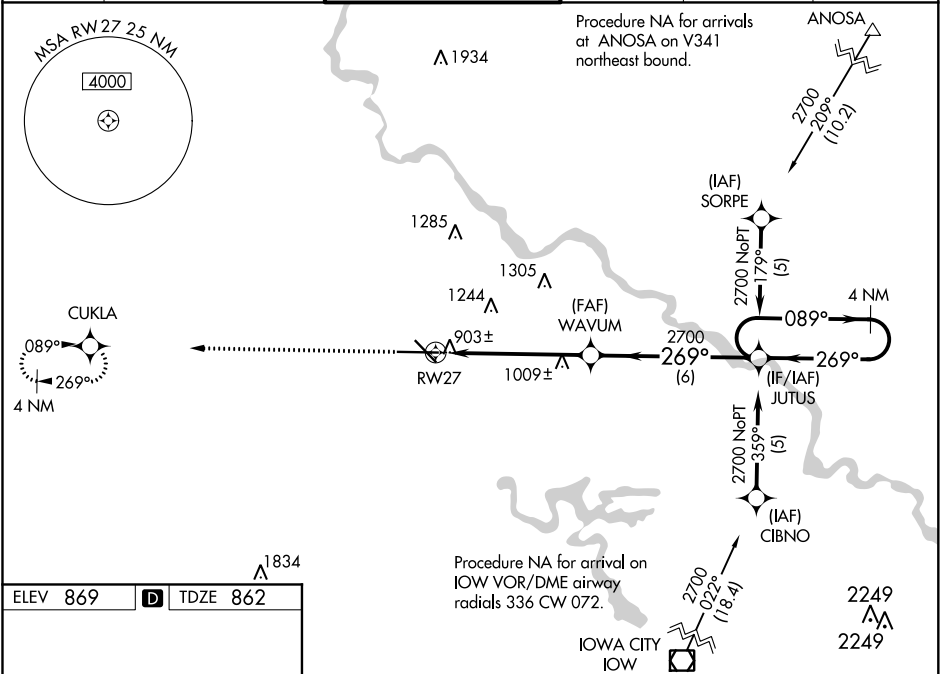 MSA RW27 25 NM
4000
1934
Procedure NA for arrivals
at ANOSA on V341
northeast bound.
ANOSA
2700
209°
(10.2)
(IAF)
SORPE
2700 NoPT
179°
(5)
1285
1305
1244
903±
(FAF)
WAVUM
2700
269°
(6)
089°
4 NM
269°
(IF/IAF)
JUTUS
CUKLA
089°
269°
4 NM
RW27
1009±
2700 NoPT
359°
(5)
(IAF)
CIBNO
1834
Procedure NA for arrival on
IOW VOR/DME airway
radials 336 CW 072.
2700
022°
(18.4)
IOWA CITY
IOW
2249
2249
ELEV 869 D TDZE 862